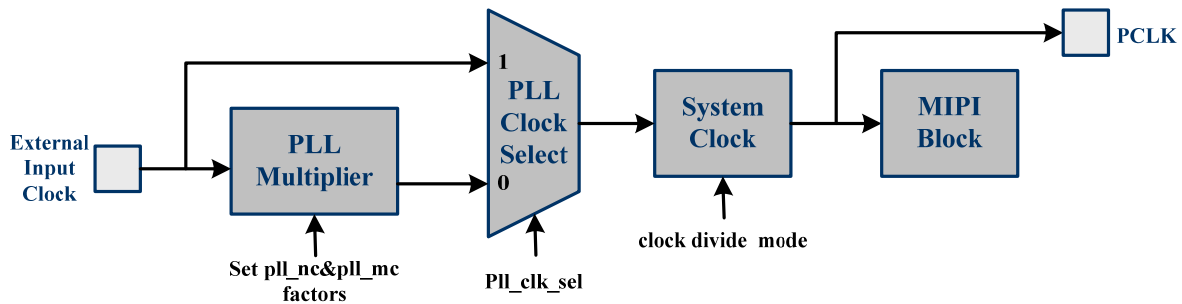 External
Input
Clock
PLL
Multiplier
Set pll_nc&pll_mc
factors
1
PLL
Clock
Select
0
Pll_clk_sel
System
Clock
clock divide mode
MIPI
Block
PCLK